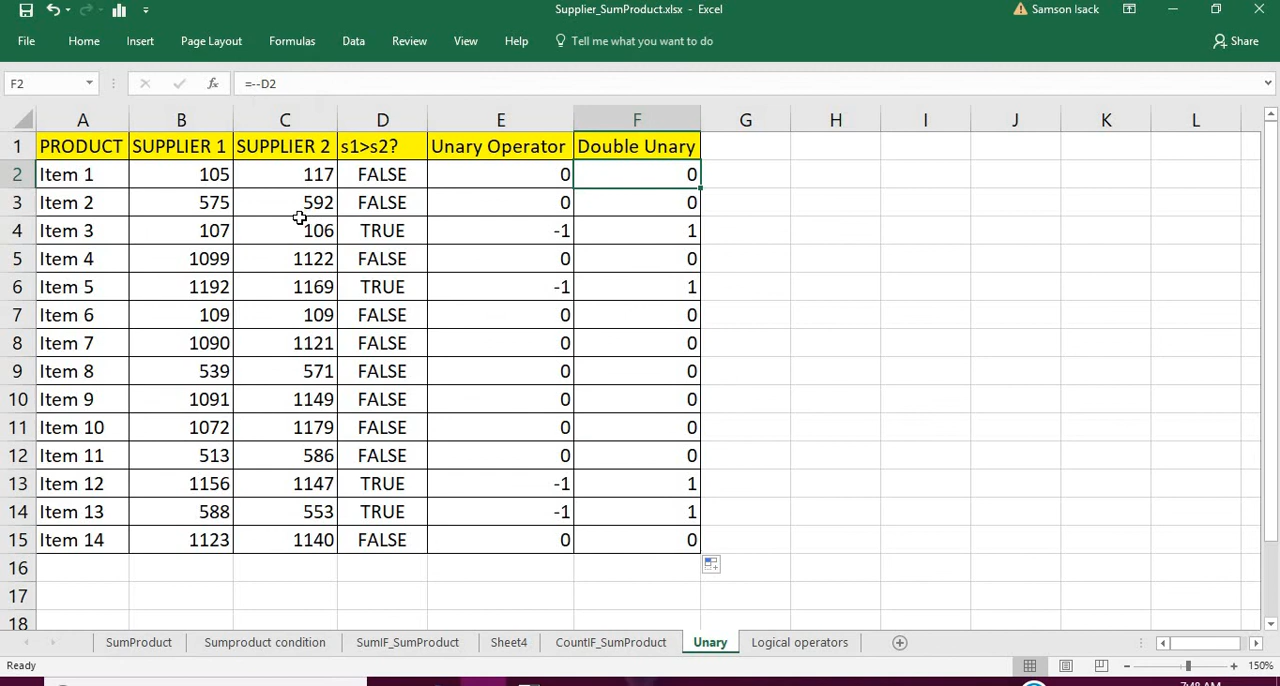 Supplier_SumProduct.xlsx - Excel
Samson Isack
File Home Insert Page Layout Formulas Data Review View Help Tell me what you want to do Share
F2 fx =--D2
A B C D E F G H I J K L
1 PRODUCT SUPPLIER 1 SUPPLIER 2 s1>s2? Unary Operator Double Unary
2 Item 1 105 117 FALSE 0 0
3 Item 2 575 592 FALSE 0 0
4 Item 3 107 106 TRUE -1 1
5 Item 4 1099 1122 FALSE 0 0
6 Item 5 1192 1169 TRUE -1 1
7 Item 6 109 109 FALSE 0 0
8 Item 7 1090 1121 FALSE 0 0
9 Item 8 539 571 FALSE 0 0
10 Item 9 1091 1149 FALSE 0 0
11 Item 10 1072 1179 FALSE 0 0
12 Item 11 513 586 FALSE 0 0
13 Item 12 1156 1147 TRUE -1 1
14 Item 13 588 553 TRUE -1 1
15 Item 14 1123 1140 FALSE 0 0
16
17
18
SumProduct Sumproduct condition SumIF_SumProduct Sheet4 CountIF_SumProduct Unary Logical operators
Ready 150%